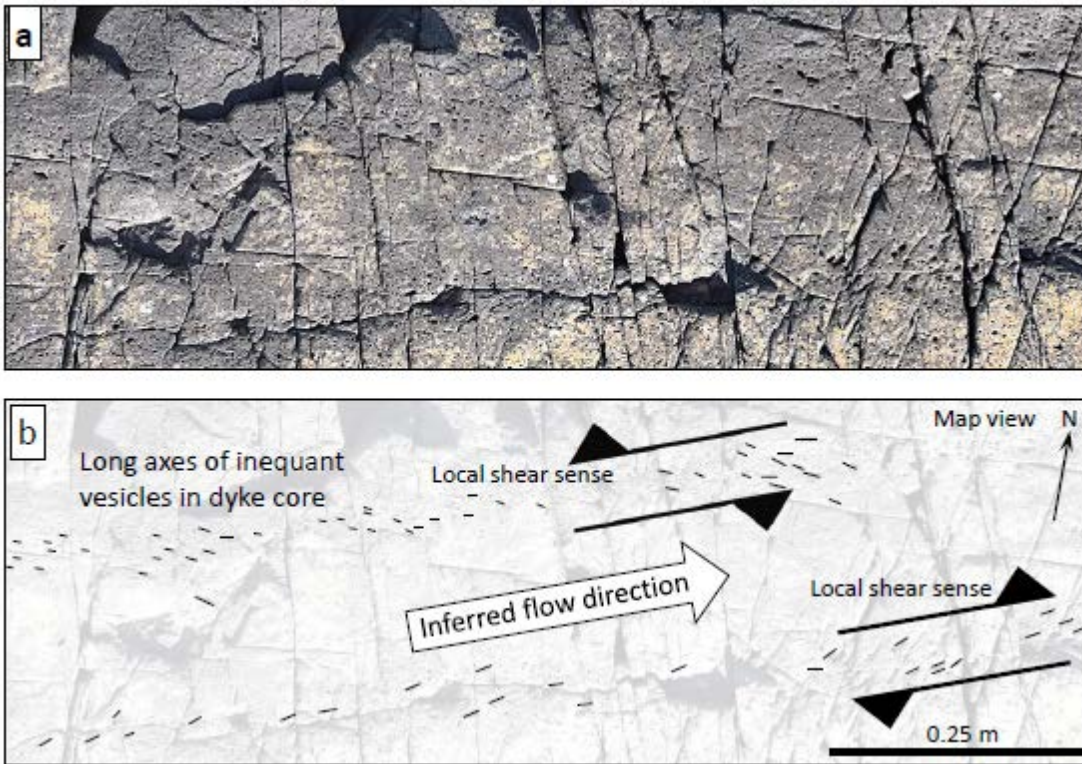 a
b
Map view
N
Long axes of inequant
vesicles in dyke core
Local shear sense
Inferred flow direction
Local shear sense
0.25 m